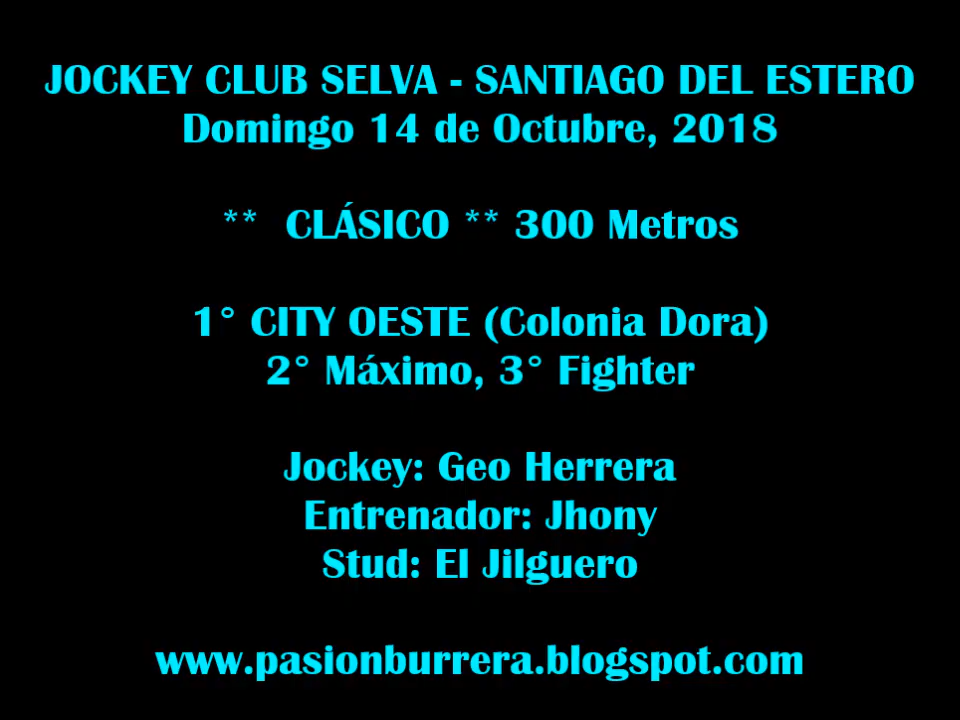 JOCKEY CLUB SELVA - SANTIAGO DEL ESTERO
Domingo 14 de Octubre, 2018
** CLÁSICO ** 300 Metros
1° CITY OESTE (Colonia Dora)
2° Máximo, 3° Fighter
Jockey: Geo Herrera
Entrenador: Jhony
Stud: El Jilguero
www.pasionburrera.blogspot.com